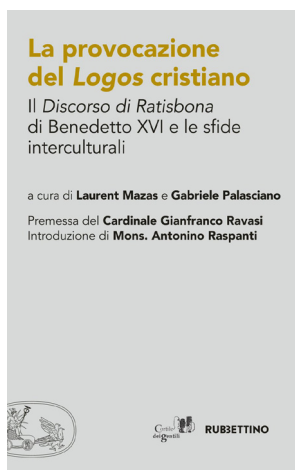 La provocazione
del Logos cristiano
Il Discorso di Ratisbona
di Benedetto XVI e le sfide
interculturali
a cura di Laurent Mazas e Gabriele Palasciano
Premessa del Cardinale Gianfranco Ravasi
Introduzione di Mons. Antonino Raspanti
Cortile
dei gentili
RUBBETTINO